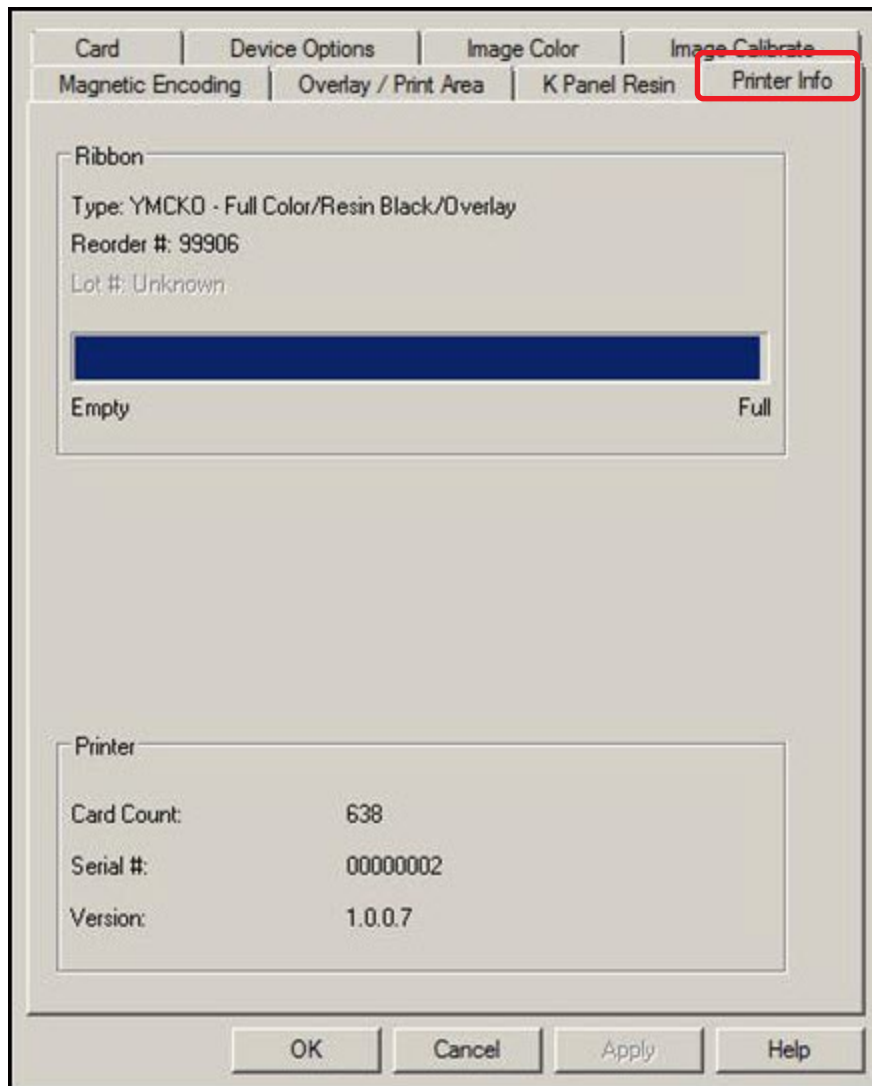 Card Device Options Image Color Image Calibrate
Magnetic Encoding Overlay / Print Area K Panel Resin Printer Info
Ribbon
Type: YMCKO - Full Color/Resin Black/Overlay
Reorder #: 99906
Lot #: Unknown
Empty Full
Printer
Card Count: 638
Serial #: 00000002
Version: 1.0.0.7
OK Cancel Apply Help